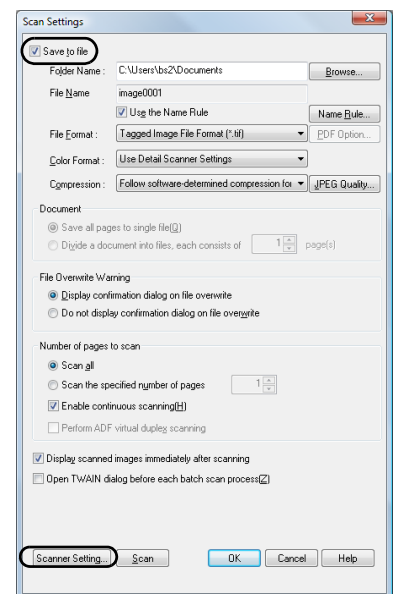 Scan Settings
Save to file
Folder Name : C:\Users\bs2\Documents Browse...
File Name image0001
Use the Name Rule Name Rule...
File Format : Tagged Image File Format (*.tif) PDF Option...
Color Format : Use Detail Scanner Settings
Compression : Follow software-determined compression for JPEG Quality...
Document
Save all pages to single file(Q)
Divide a document into files, each consists of 1 page(s)
File Overwrite Warning
Display confirmation dialog on file overwrite
Do not display confirmation dialog on file overwrite
Number of pages to scan
Scan all
Scan the specified number of pages 1
Enable continuous scanning(H)
Perform ADF virtual duplex scanning
Display scanned images immediately after scanning
Open TWAIN dialog before each batch scan process(Z)
Scanner Setting... Scan OK Cancel Help